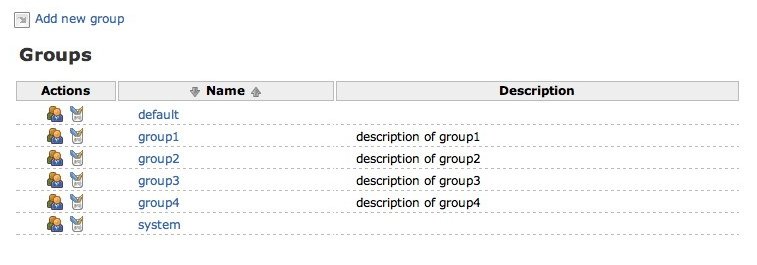 Add new group
Groups
Actions Name Description
default
group1 description of group1
group2 description of group2
group3 description of group3
group4 description of group4
system